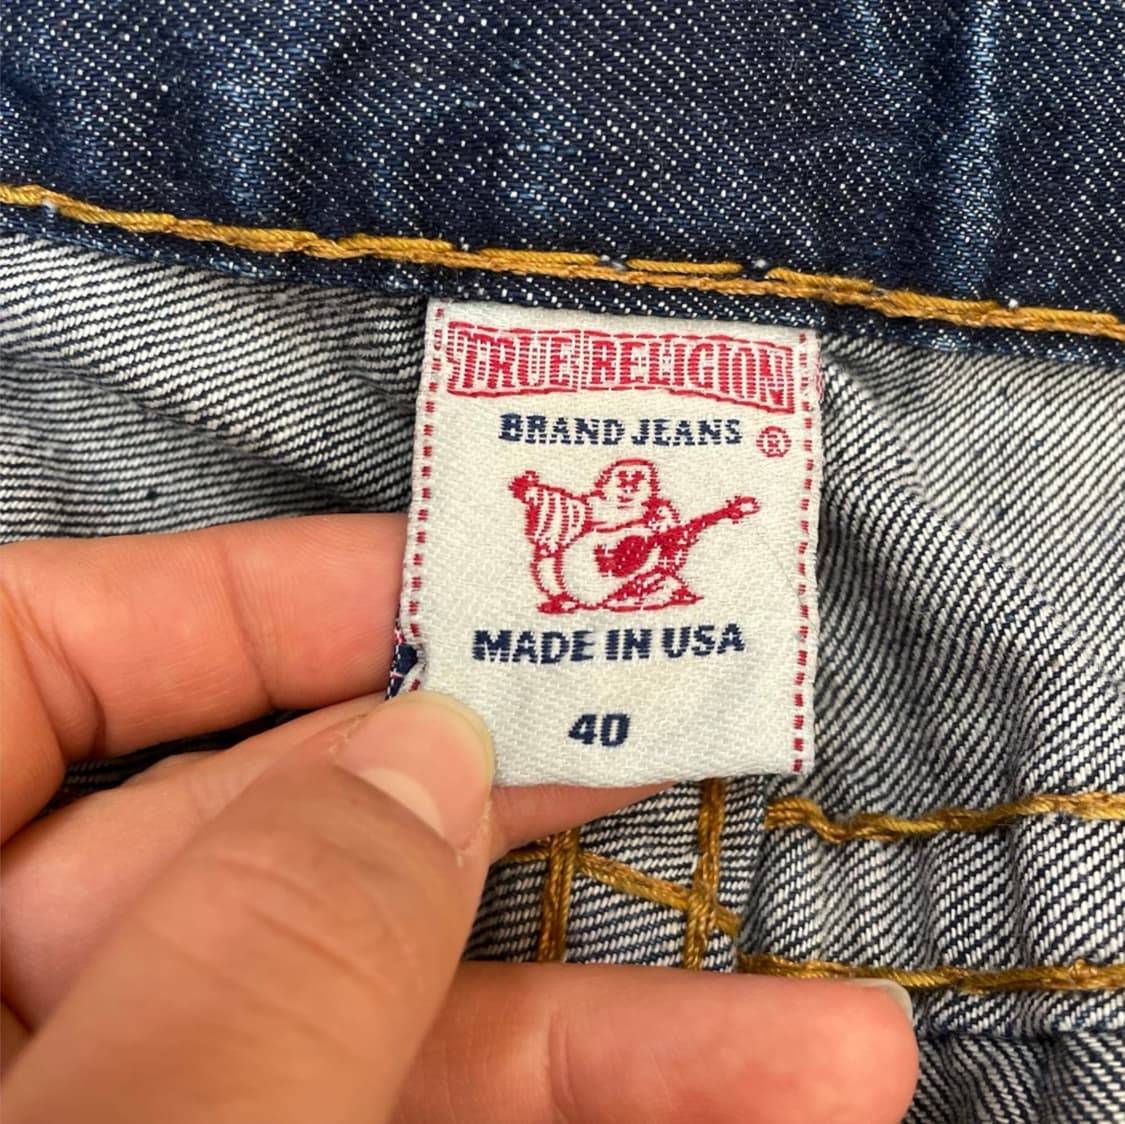 TRUE RELIGION
BRAND JEANS ®
MADE IN USA
40